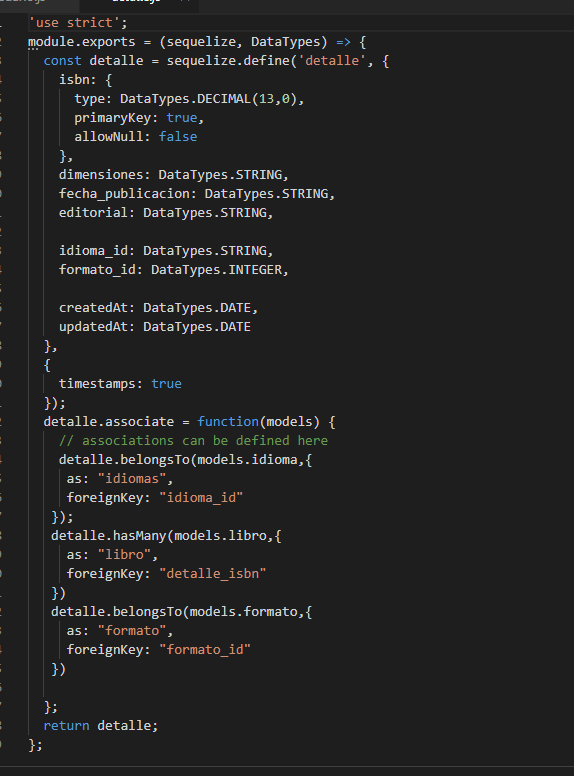 'use strict';
module.exports = (sequelize, DataTypes) => {
  const detalle = sequelize.define('detalle', {
    isbn: {
      type: DataTypes.DECIMAL(13,0),
      primaryKey: true,
      allowNull: false
    },
    dimensiones: DataTypes.STRING,
    fecha_publicacion: DataTypes.STRING,
    editorial: DataTypes.STRING,

    idioma_id: DataTypes.STRING,
    formato_id: DataTypes.INTEGER,

    createdAt: DataTypes.DATE,
    updatedAt: DataTypes.DATE
  },
  {
    timestamps: true
  });
  detalle.associate = function(models) {
    // associations can be defined here
    detalle.belongsTo(models.idioma,{
     as: "idiomas",
     foreignKey: "idioma_id"
   });
   detalle.hasMany(models.libro,{
     as: "libro",
     foreignKey: "detalle_isbn"
   })
   detalle.belongsTo(models.formato,{
     as: "formato",
     foreignKey: "formato_id"
   })

  };
  return detalle;
};